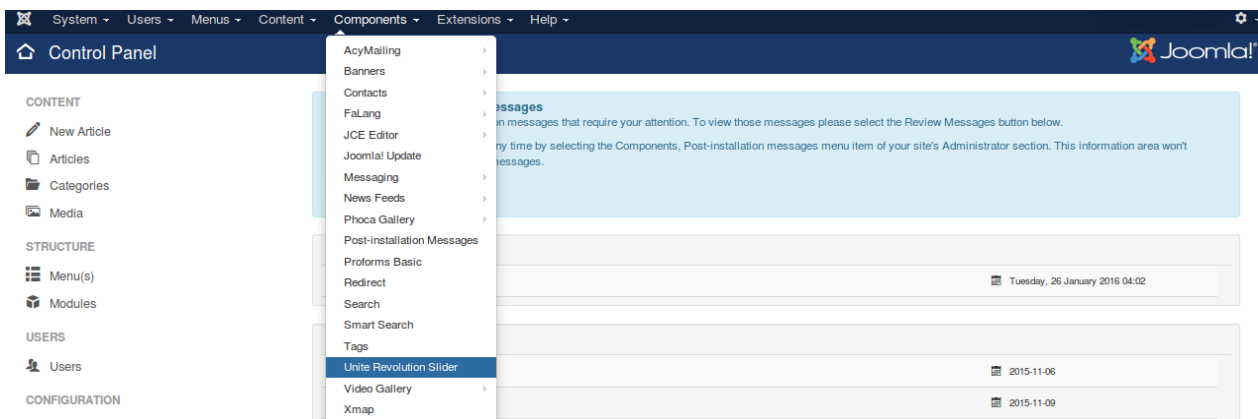 System Users Menus Content Components Extensions Help
Control Panel
Joomla!
CONTENT
New Article
Articles
Categories
Media
STRUCTURE
Menu(s)
Modules
USERS
Users
CONFIGURATION
AcyMailing
Banners
Contacts
FaLang
JCE Editor
Joomla! Update
Messaging
News Feeds
Phoca Gallery
Post-installation Messages
Proforms Basic
Redirect
Search
Smart Search
Tags
Unite Revolution Slider
Video Gallery
Xmap
essages
messages that require your attention. To view those messages please select the Review Messages button below.
ny time by selecting the Components, Post-installation messages menu item of your site's Administrator section. This information area won't
essages.
Tuesday, 26 January 2016 04:02
2015-11-06
2015-11-09